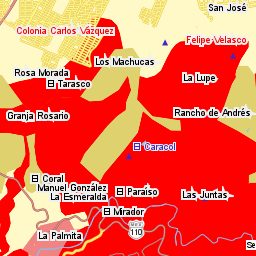 San José
Colonia Carlos Vázquez
Felipe Velasco
Los Machucas
Rosa Morada
La Lupe
El Tarasco
Granja Rosario
Rancho de Andrés
El Caracol
El Coral
Manuel González
El Paraíso
La Esmeralda
Las Juntas
El Mirador
La Palmita
110
Se